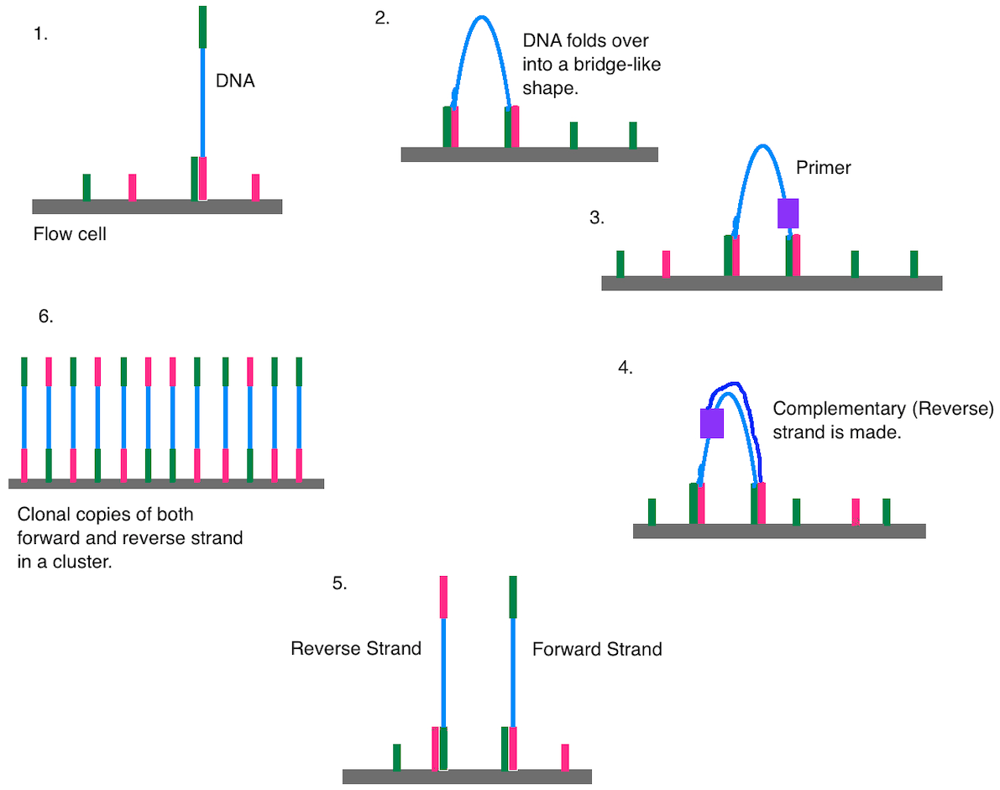 1.
DNA
Flow cell
2.
DNA folds over
into a bridge-like
shape.
3.
Primer
4.
Complementary (Reverse)
strand is made.
5.
Reverse Strand
Forward Strand
6.
Clonal copies of both
forward and reverse strand
in a cluster.